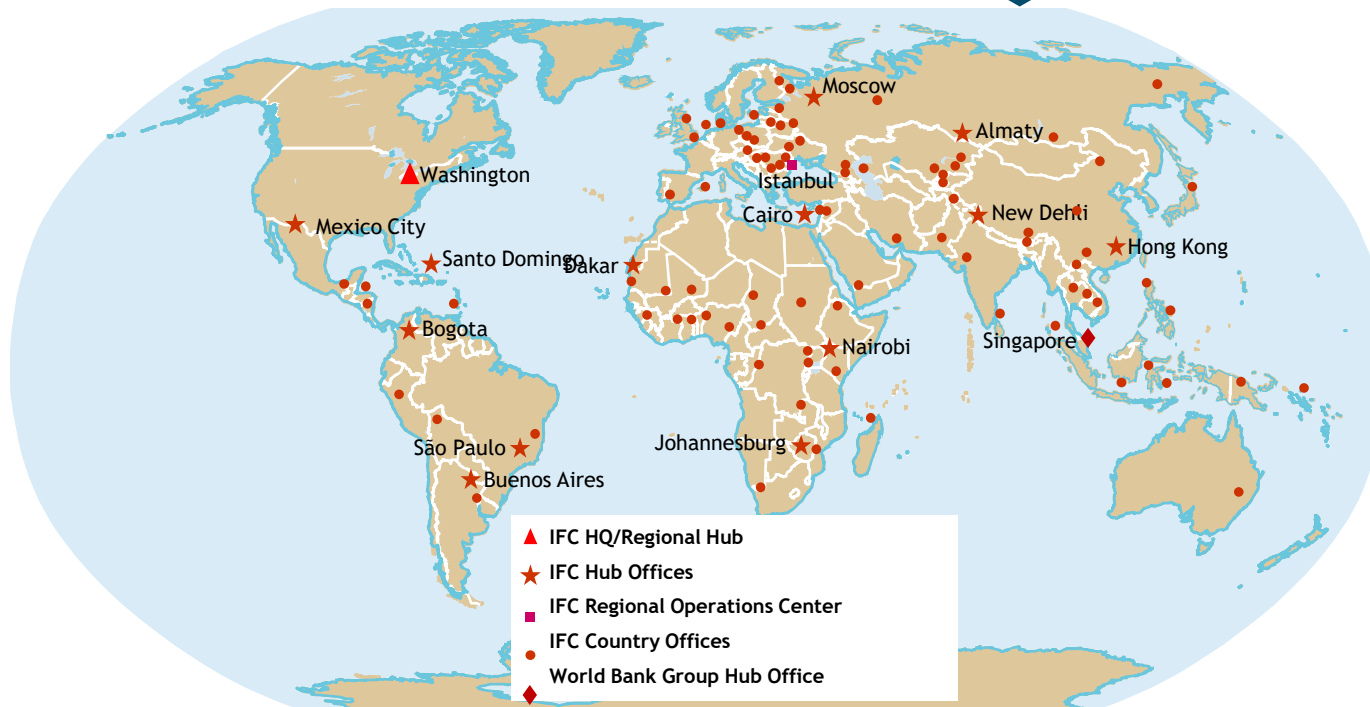 Moscow
Almaty
Washington
Istanbul
Mexico City
Cairo
New Dehli
Hong Kong
Santo Domingo
Dakar
Bogota
Singapore
Nairobi
São Paulo
Johannesburg
Buenos Aires
IFC HQ/Regional Hub
IFC Hub Offices
IFC Regional Operations Center
IFC Country Offices
World Bank Group Hub Office